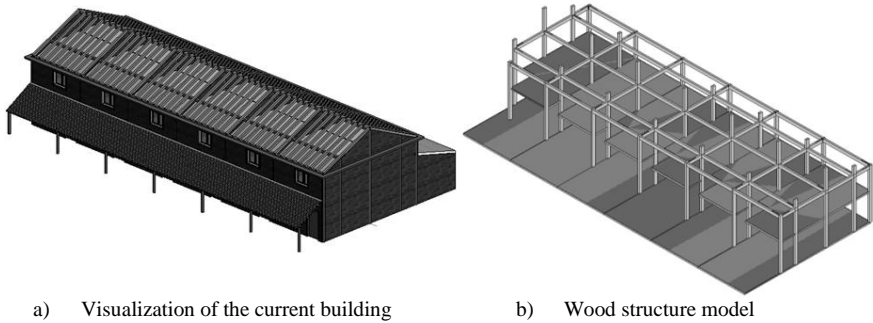 a) Visualization of the current building
b) Wood structure model